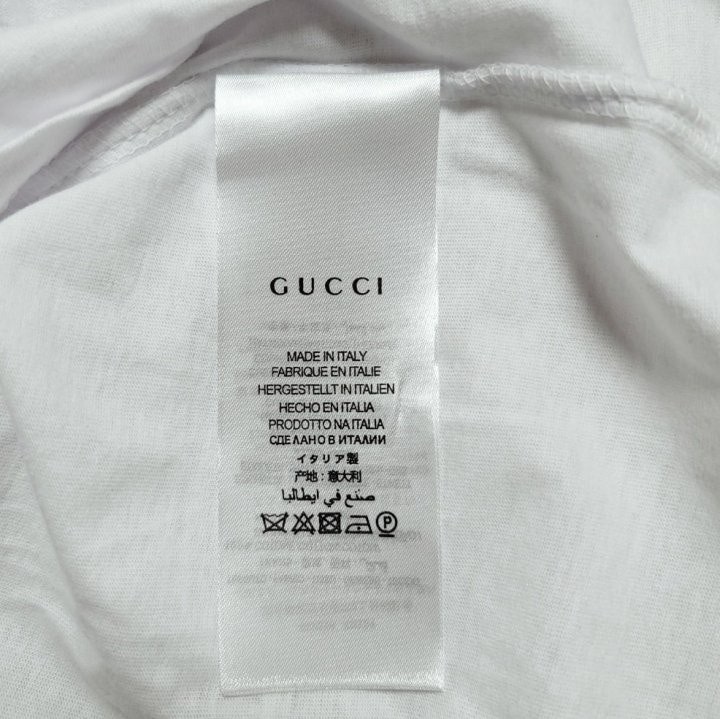 GUCCI
MADE IN ITALY
FABRIQUE EN ITALIE
HERGESTELLT IN ITALIEN
HECHO EN ITALIA
PRODOTTO NA ITALIA
СДЕЛАНО В ИТАЛИИ
イタリア製
产地：意大利
صنع في ايطاليا
P